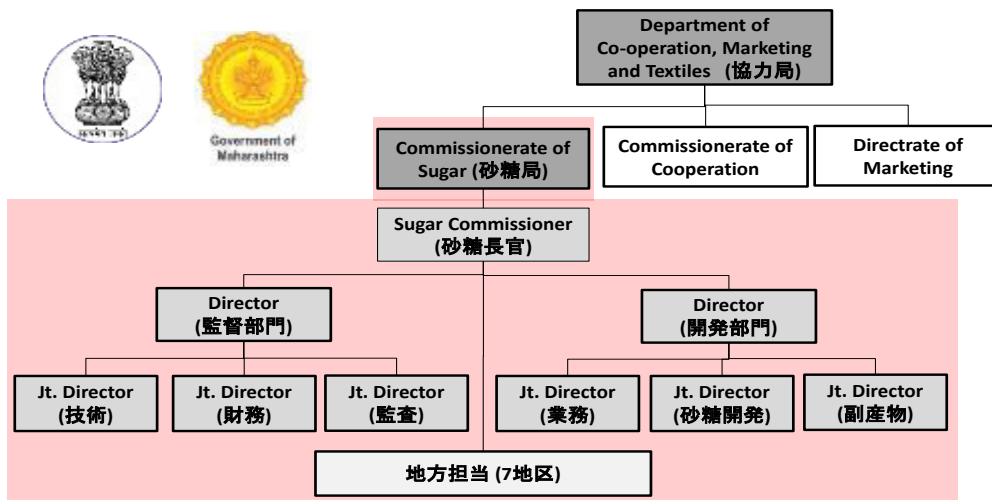 Department of
Co-operation, Marketing
and Textiles (協力局)
Government of
Maharashtra
Commissionerate of
Sugar (砂糖局)
Commissionerate of
Cooperation
Directrate of
Marketing
Sugar Commissioner
(砂糖長官)
Director
(監督部門)
Director
(開発部門)
Jt. Director
(技術)
Jt. Director
(財務)
Jt. Director
(監査)
Jt. Director
(業務)
Jt. Director
(砂糖開発)
Jt. Director
(副産物)
地方担当 (7地区)